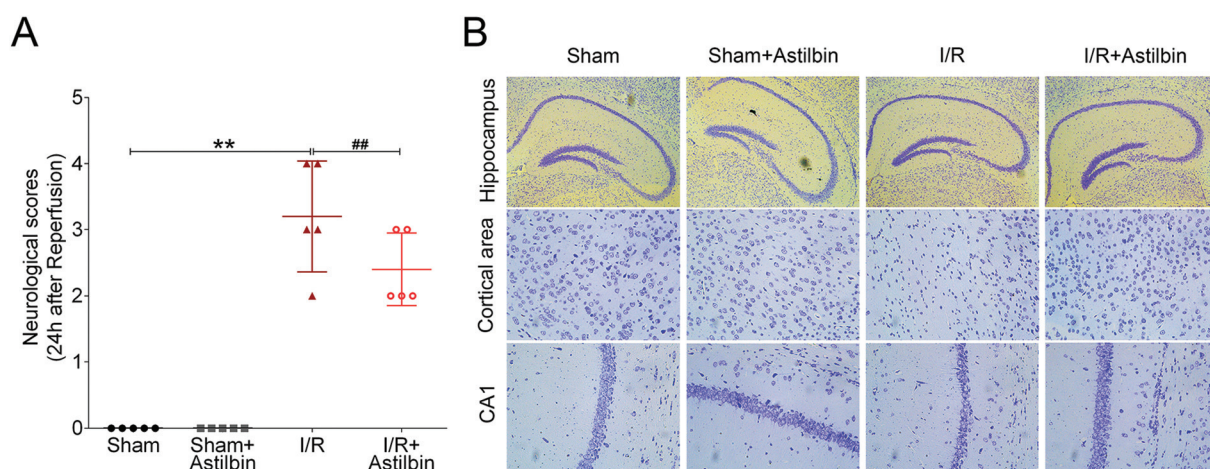 A
Neurological scores
(24h after Reperfusion)
5
4
3
2
1
0
**
##
Sham
Sham+
Astilbin
I/R
I/R+
Astilbin
B
Sham
Sham+Astilbin
I/R
I/R+Astilbin
Hippocampus
Cortical area
CA1